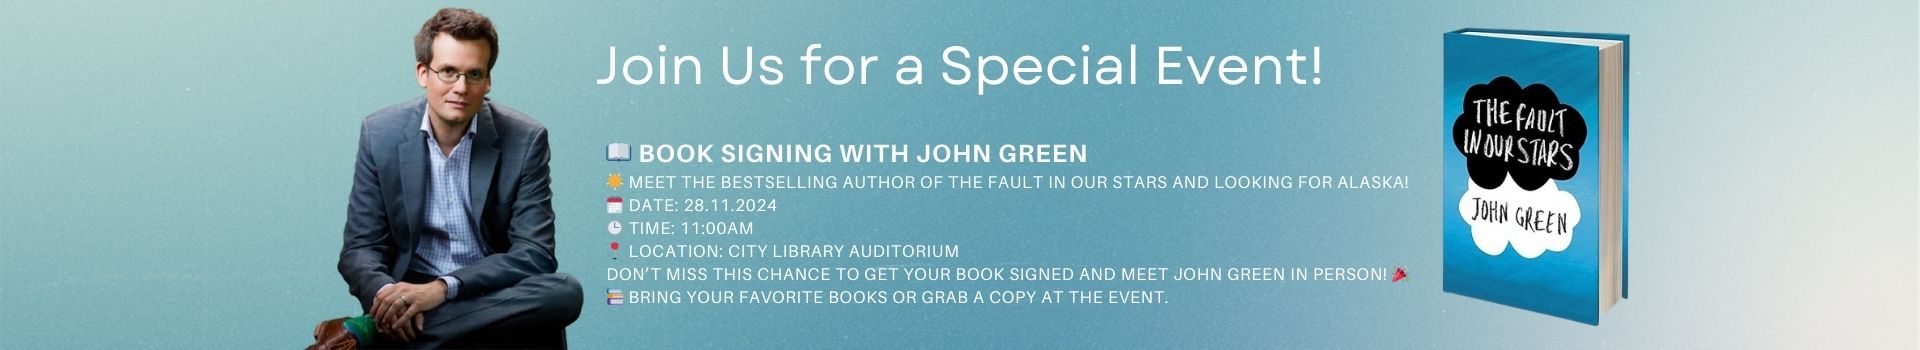 Join Us for a Special Event!
📖 BOOK SIGNING WITH JOHN GREEN
🌟 MEET THE BESTSELLING AUTHOR OF THE FAULT IN OUR STARS AND LOOKING FOR ALASKA!
📅 DATE: 28.11.2024
🕒 TIME: 11:00AM
📍 LOCATION: CITY LIBRARY AUDITORIUM
DON'T MISS THIS CHANCE TO GET YOUR BOOK SIGNED AND MEET JOHN GREEN IN PERSON! 🎉
📚 BRING YOUR FAVORITE BOOKS OR GRAB A COPY AT THE EVENT.
THE FAULT
IN OUR STARS
JOHN GREEN